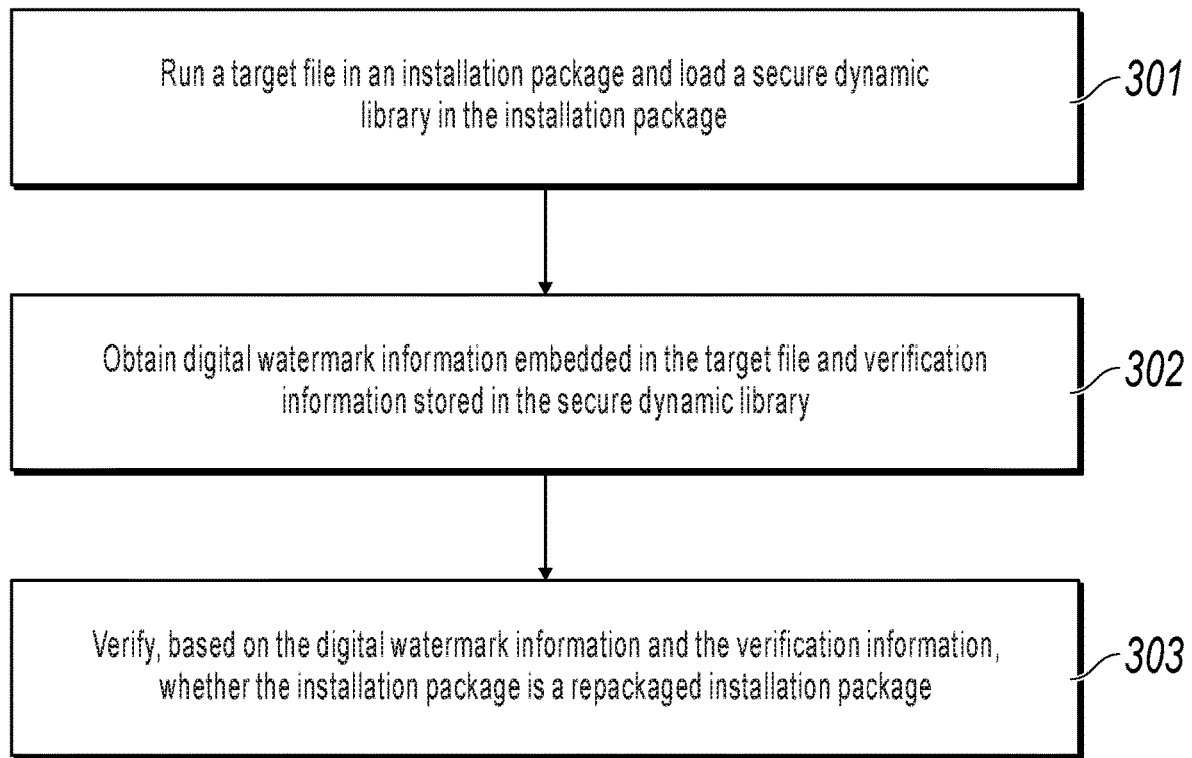 Run a target file in an installation package and load a secure dynamic
library in the installation package
301
Obtain digital watermark information embedded in the target file and verification
information stored in the secure dynamic library
302
Verify, based on the digital watermark information and the verification information,
whether the installation package is a repackaged installation package
303